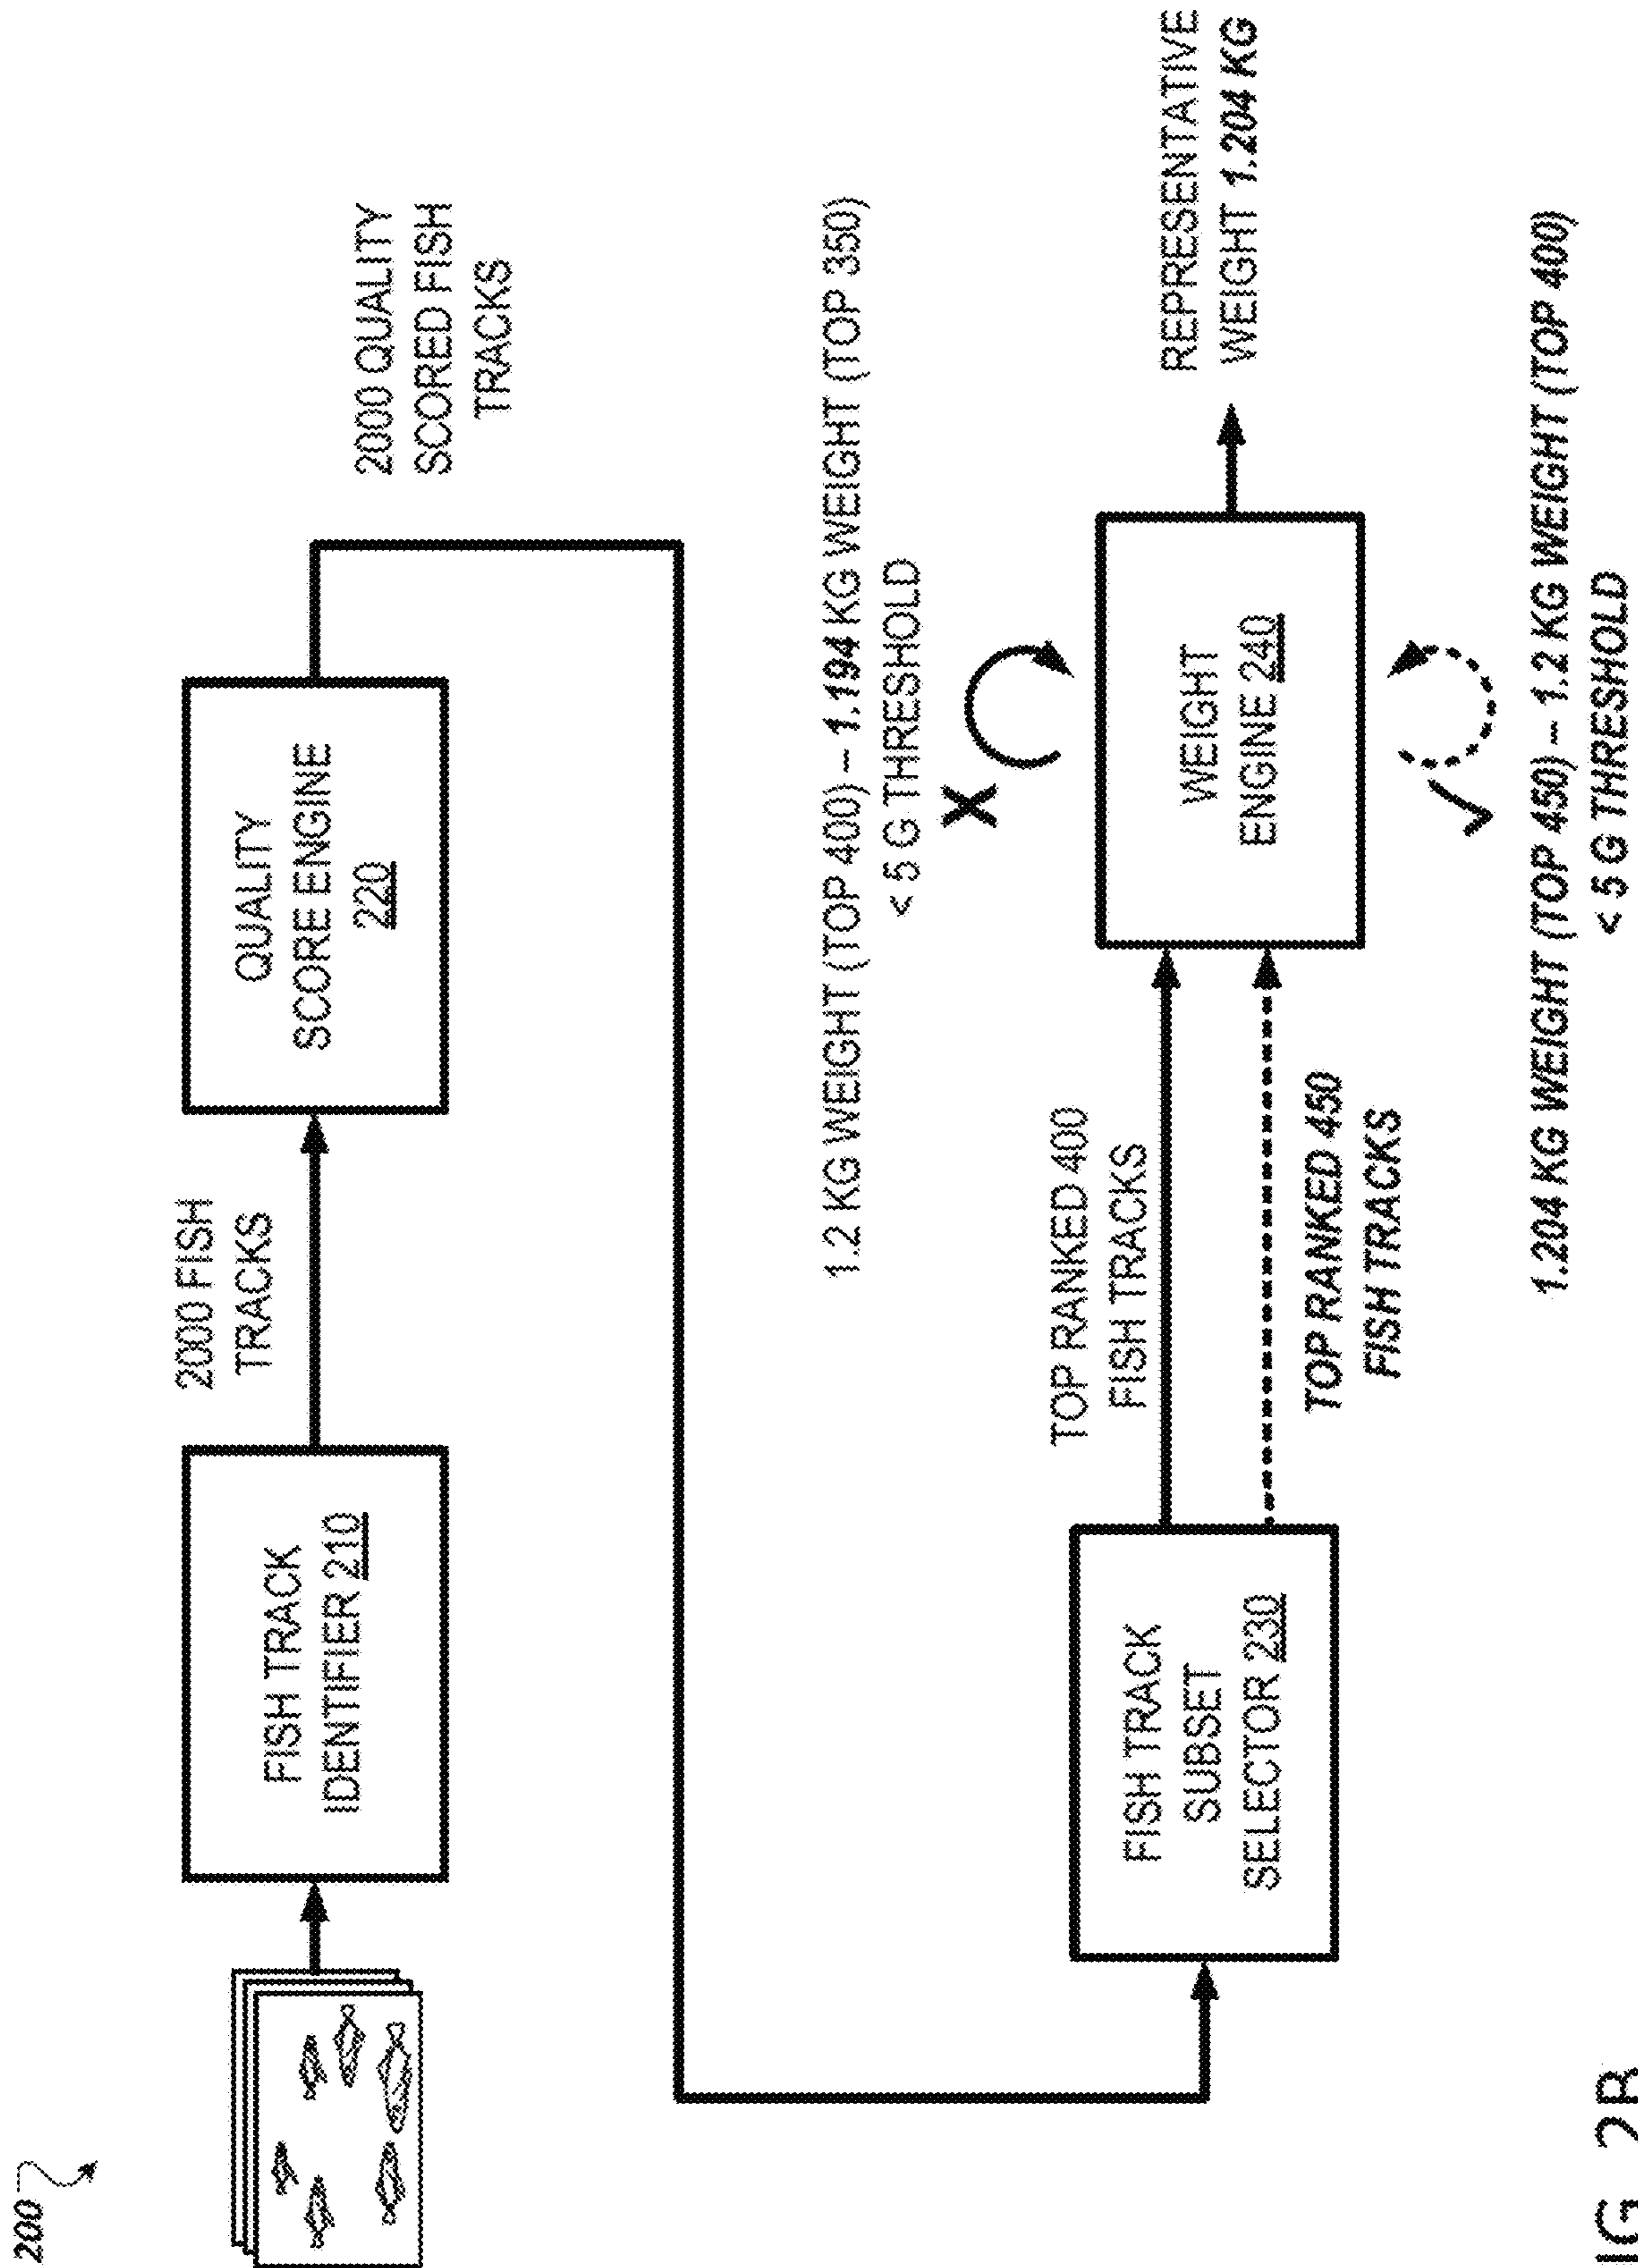 200
FISH TRACK
IDENTIFIER 210
2000 FISH
TRACKS
QUALITY
SCORE ENGINE
220
2000 QUALITY
SCORED FISH
TRACKS
FISH TRACK
SUBSET
SELECTOR 230
TOP RANKED 400
FISH TRACKS
TOP RANKED 450
FISH TRACKS
1.2 KG WEIGHT (TOP 400) – 1.194 KG WEIGHT (TOP 350)
< 5 G THRESHOLD
X
WEIGHT
ENGINE 240
1.204 KG WEIGHT (TOP 450) – 1.2 KG WEIGHT (TOP 400)
< 5 G THRESHOLD
REPRESENTATIVE
WEIGHT 1.204 KG
IG. 2B